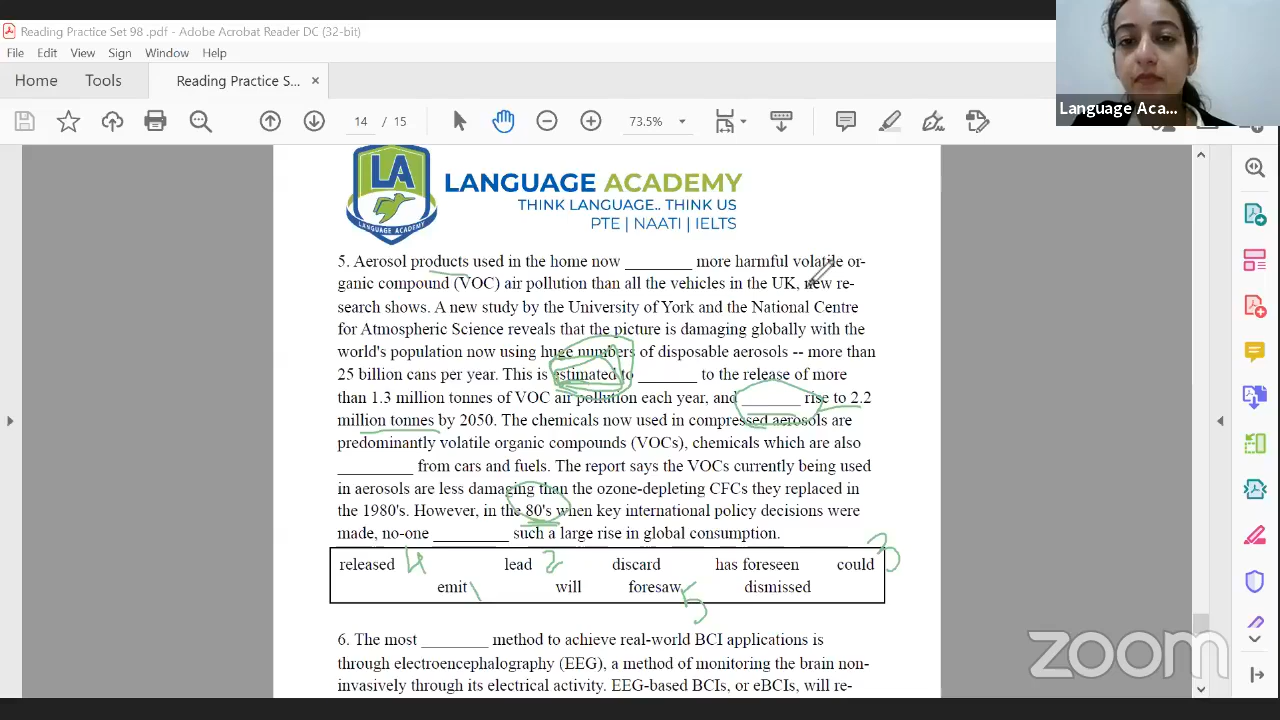 Reading Practice Set 98 .pdf - Adobe Acrobat Reader DC (32-bit)
File Edit View Sign Window Help
Home Tools Reading Practice S... ×
14 / 15 73.5%
Language Aca...
LA
LANGUAGE ACADEMY
LANGUAGE ACADEMY
THINK LANGUAGE.. THINK US
PTE | NAATI | IELTS
5. Aerosol products used in the home now ________ more harmful volatile or-
ganic compound (VOC) air pollution than all the vehicles in the UK, new re-
search shows. A new study by the University of York and the National Centre
for Atmospheric Science reveals that the picture is damaging globally with the
world's population now using huge numbers of disposable aerosols -- more than
25 billion cans per year. This is estimated to _______ to the release of more
than 1.3 million tonnes of VOC air pollution each year, and _______ rise to 2.2
million tonnes by 2050. The chemicals now used in compressed aerosols are
predominantly volatile organic compounds (VOCs), chemicals which are also
_________ from cars and fuels. The report says the VOCs currently being used
in aerosols are less damaging than the ozone-depleting CFCs they replaced in
the 1980's. However, in the 80's when key international policy decisions were
made, no-one _________ such a large rise in global consumption.
released 4 lead 2 discard has foreseen could 3
emit 1 will foresaw 5 dismissed
6. The most ________ method to achieve real-world BCI applications is
through electroencephalography (EEG), a method of monitoring the brain non-
invasively through its electrical activity. EEG-based BCIs, or eBCIs, will re-
zoom